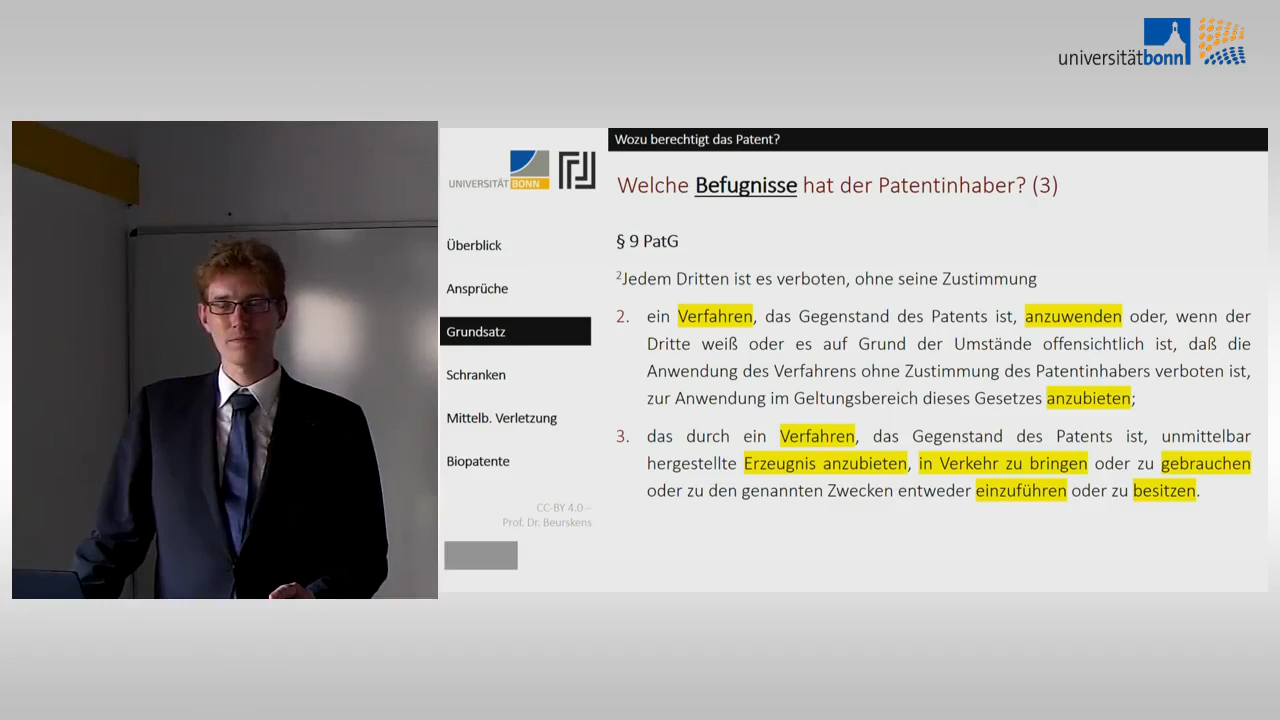 universitätbonn
Wozu berechtigt das Patent?
UNIVERSITÄT BONN
Welche Befugnisse hat der Patentinhaber? (3)
Überblick
Ansprüche
Grundsatz
Schranken
Mittelb. Verletzung
Biopatente
CC-BY 4.0 –
Prof. Dr. Beurskens
§ 9 PatG
²Jedem Dritten ist es verboten, ohne seine Zustimmung
2. ein Verfahren, das Gegenstand des Patents ist, anzuwenden oder, wenn der
Dritte weiß oder es auf Grund der Umstände offensichtlich ist, daß die
Anwendung des Verfahrens ohne Zustimmung des Patentinhabers verboten ist,
zur Anwendung im Geltungsbereich dieses Gesetzes anzubieten;
3. das durch ein Verfahren, das Gegenstand des Patents ist, unmittelbar
hergestellte Erzeugnis anzubieten, in Verkehr zu bringen oder zu gebrauchen
oder zu den genannten Zwecken entweder einzuführen oder zu besitzen.